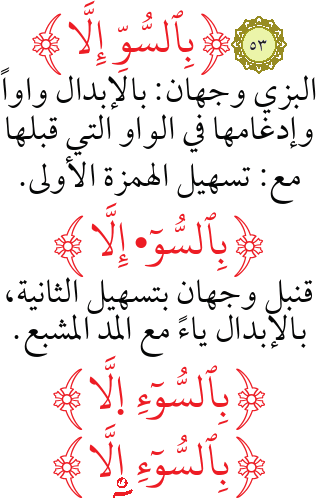 ٥٣ ﴿بِٱلسُّوِّ إِلَّا﴾
البزي وجهان: بالإبدال واواً
وإدغامها في الواو التي قبلها
مع: تسهيل الهمزة الأولى.
﴿بِٱلسُّوٓ• إِلَّا﴾
قنبل وجهان بتسهيل الثانية،
بالإبدال ياءً مع المد المشبع.
﴿بِٱلسُّوٓءِ اِ۪لَّا﴾
﴿بِٱلسُّوٓءِ إِلَّا﴾